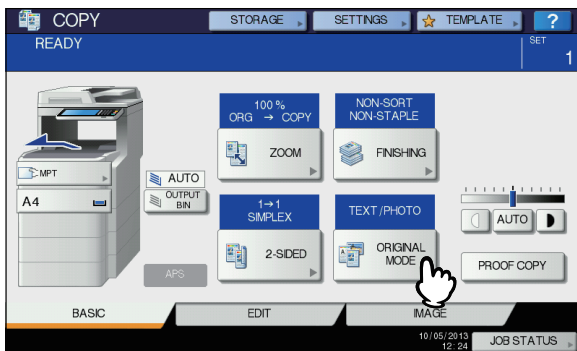 COPY
STORAGE
SETTINGS
TEMPLATE
?
READY
SET
1
100 %
ORG → COPY
ZOOM
NON-SORT
NON-STAPLE
FINISHING
MPT
A4
AUTO
OUTPUT
BIN
APS
1→1
SIMPLEX
2-SIDED
TEXT/PHOTO
ORIGINAL
MODE
AUTO
PROOF COPY
BASIC
EDIT
IMAGE
10/05/2013
12:24
JOB STATUS